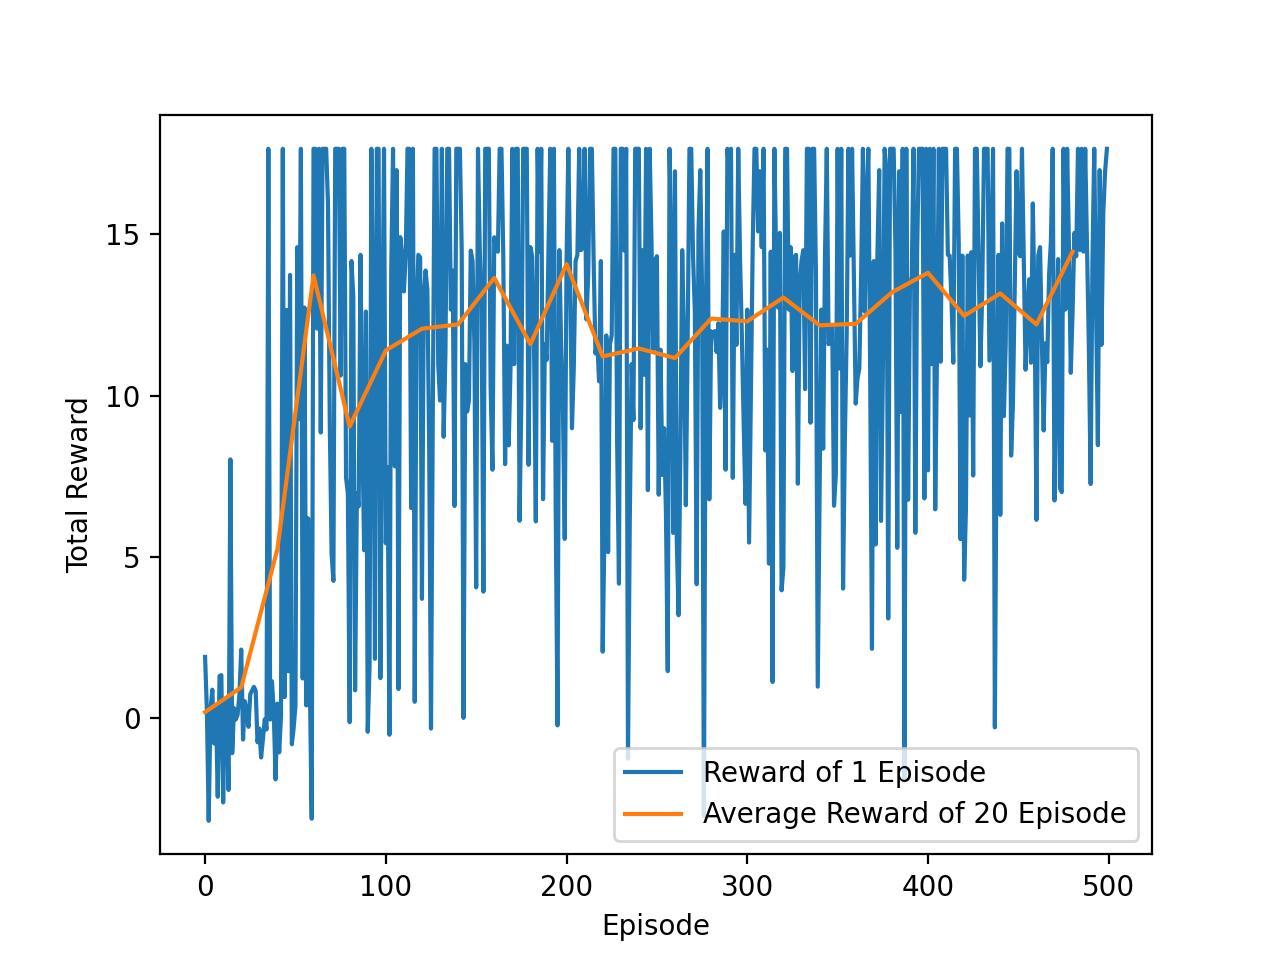 15
10
5
0
Total Reward
Reward of 1 Episode
Average Reward of 20 Episode
0 100 200 300 400 500
Episode